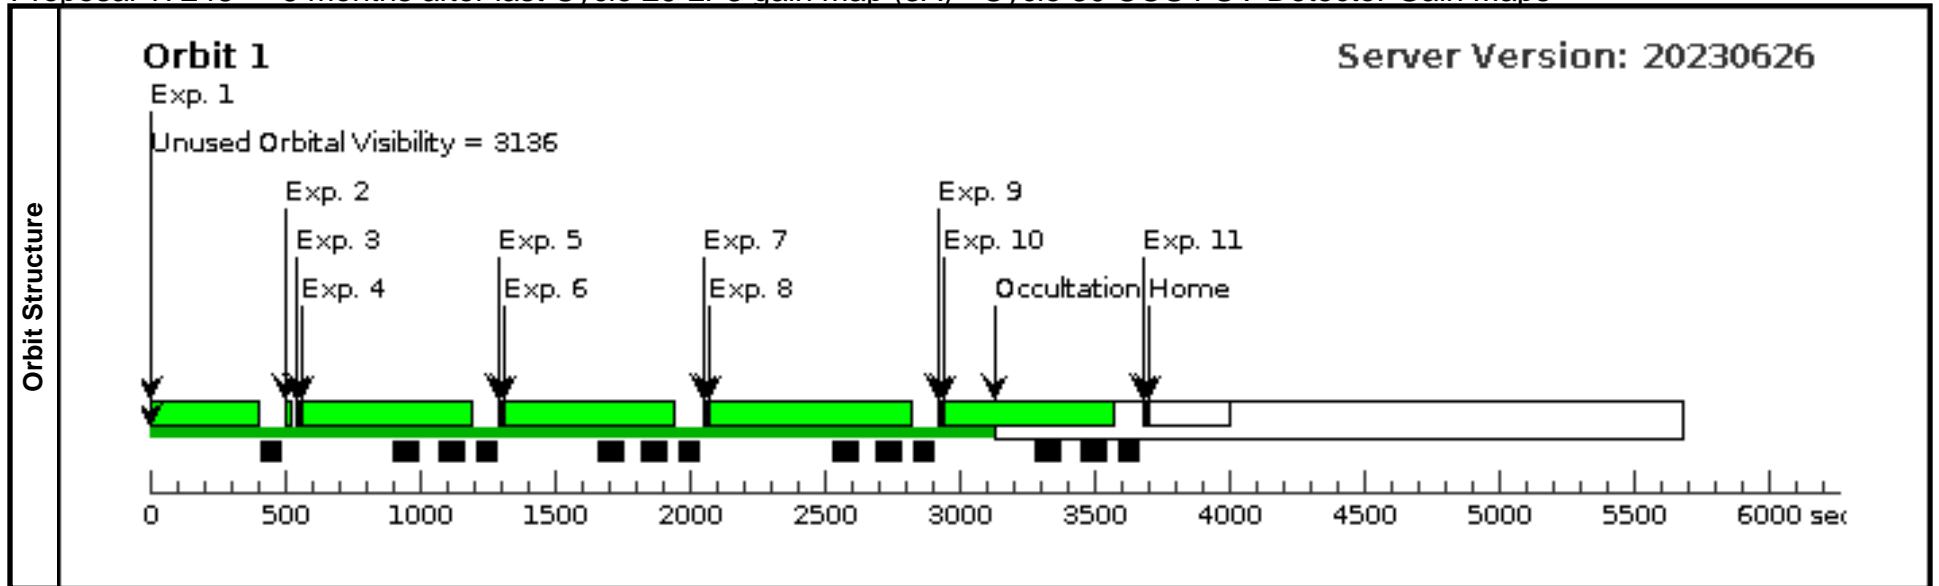 Orbit Structure
Orbit 1
Server Version: 20230626
Exp. 1
Unused Orbital Visibility = 3136
Exp. 2
Exp. 9
Exp. 3
Exp. 5
Exp. 7
Exp. 10
Exp. 11
Exp. 4
Exp. 6
Exp. 8
Occultation
Home
0 500 1000 1500 2000 2500 3000 3500 4000 4500 5000 5500 6000 sec